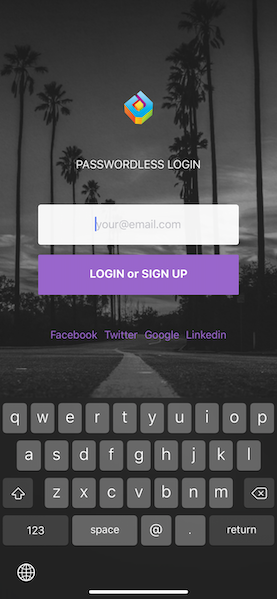 PASSWORDLESS LOGIN
your@email.com
LOGIN or SIGN UP
Facebook Twitter Google Linkedin
q w e r t y u i o p
a s d f g h j k l
z x c v b n m
123 space @ . return